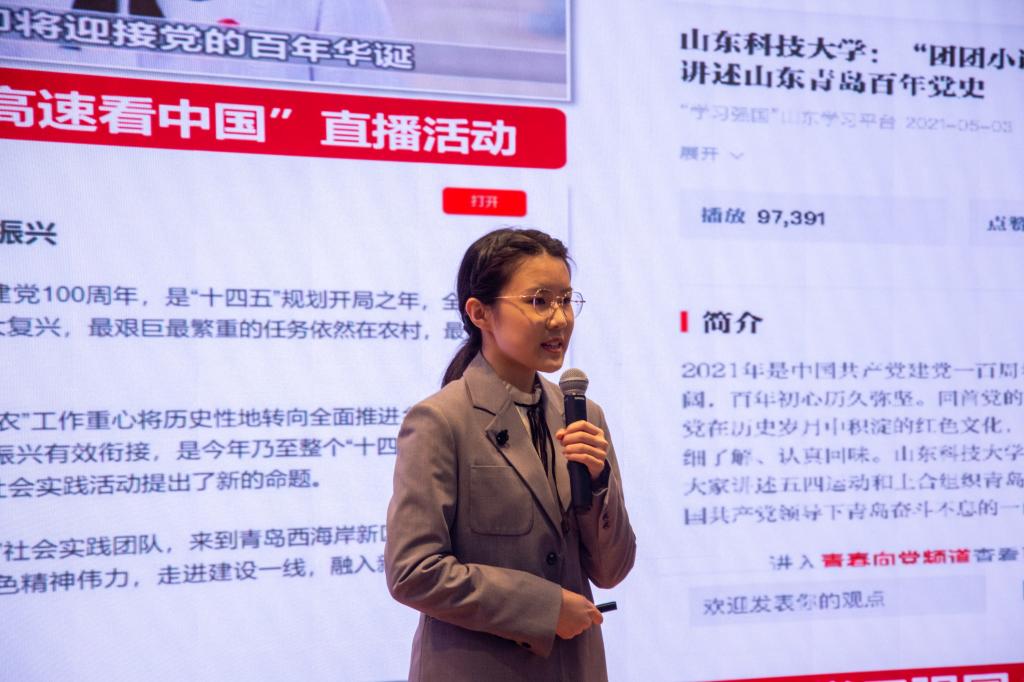 将迎接党的百年华诞
高速看中国”直播活动
打开
振兴
建党100周年，是“十四五”规划开局之年，全
大复兴，最艰巨最繁重的任务依然在农村，最
农”工作重心将历史性地转向全面推进
振兴有效衔接，是今年乃至整个“十四
社会实践活动提出了新的命题。
社会实践团队，来到青岛西海岸新
色精神伟力，走进建设一线，融入
山东科技大学：“团团小
讲述山东青岛百年党史
“学习强国”山东学习平台 2021-05-03
展开
播放 97,391
点赞
简介
2021年是中国共产党建党一百周
阔，百年初心历久弥坚。回首党的
党在历史岁月中积淀的红色文化，
细了解、认真回味。山东科技大学
大家讲述五四运动和上合组织青岛
国共产党领导下青岛奋斗不息的一
进入青春向党频道查看
欢迎发表你的观点